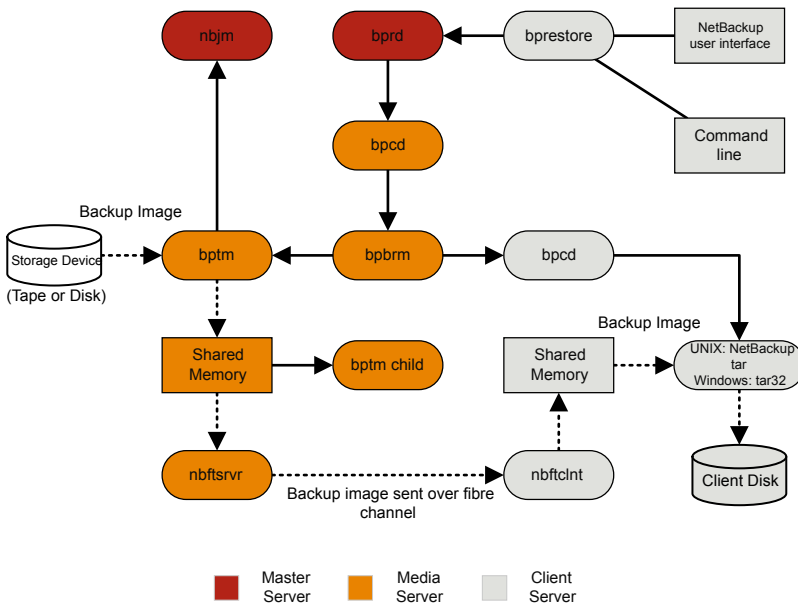 nbjm
bprd
bprestore
NetBackup
user interface
bpcd
Command
line
Backup Image
Storage Device
(Tape or Disk)
bptm
bpbrm
bpcd
Backup Image
Shared
Memory
bptm child
Shared
Memory
UNIX: NetBackup
tar
Windows: tar32
nbftsrvr
Backup image sent over fibre
channel
nbftclnt
Client Disk
Master
Server
Media
Server
Client
Server